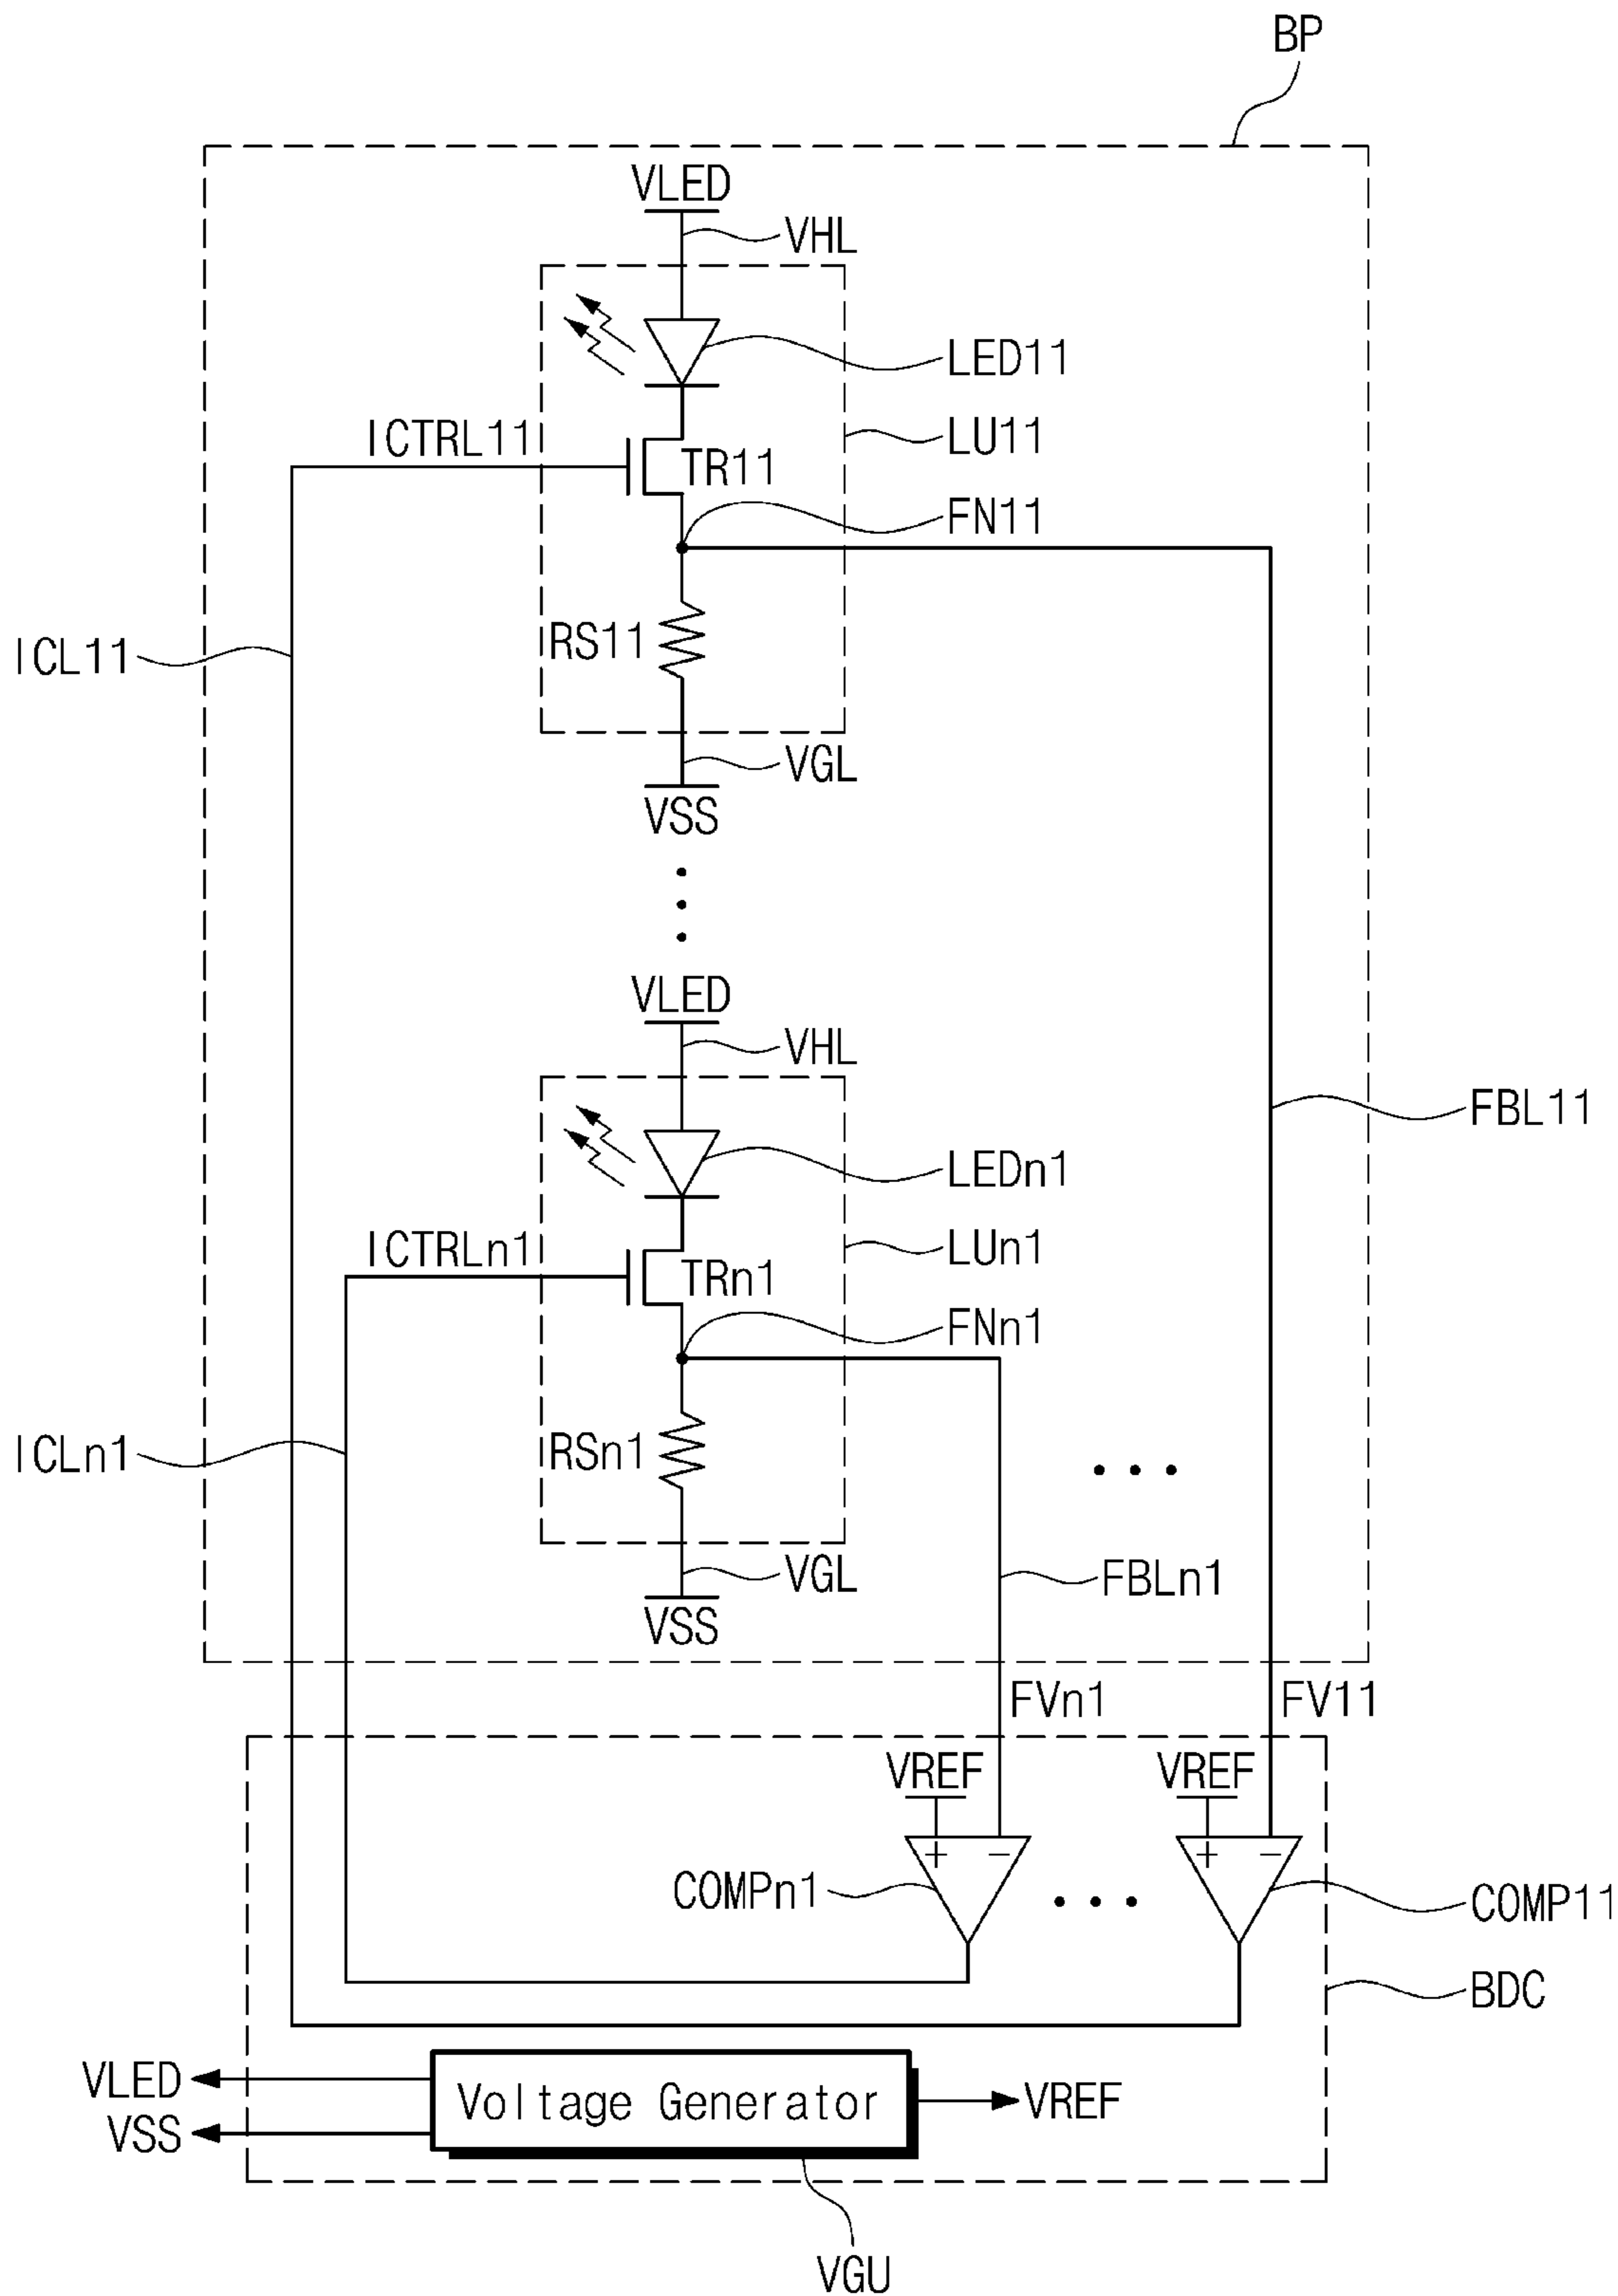 BP
VLED
VHL
LED11
ICTRL11
LU11
TR11
FN11
RS11
ICL11
VGL
VSS
VLED
VHL
FBL11
LEDn1
ICTRLn1
LUn1
TRn1
FNn1
RSn1
ICLn1
VGL
FBLn1
VSS
FVn1
FV11
VREF
VREF
+ −
+ −
COMPn1
COMP11
BDC
VLED
Voltage Generator
VREF
VSS
VGU